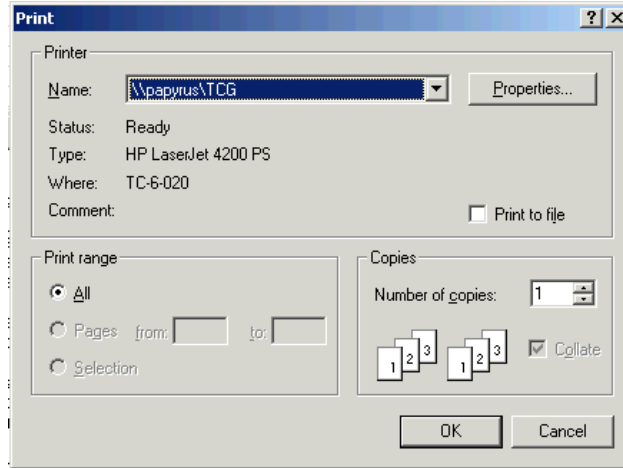 Print
Printer
Name: \\papyrus\TCG Properties...
Status: Ready
Type: HP LaserJet 4200 PS
Where: TC-6-020
Comment: Print to file
Print range
All
Pages from: to:
Selection
Copies
Number of copies: 1
1 2 3 1 2 3 Collate
OK Cancel